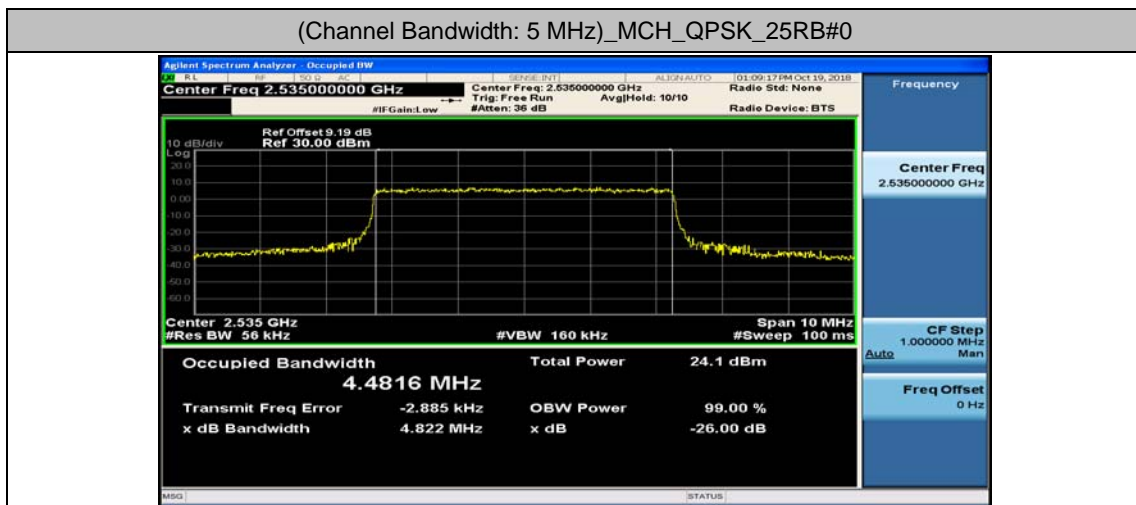 (Channel Bandwidth: 5 MHz)_MCH_QPSK_25RB#0
Agilent Spectrum Analyzer - Occupied BW
RL RF 50 Ω AC SENSE:INT ALIGN AUTO 01:09:17 PM Oct 19, 2018
Center Freq 2.535000000 GHz
Center Freq: 2.535000000 GHz
Radio Std: None
Trig: Free Run
Avg|Hold: 10/10
#IFGain:Low
#Atten: 36 dB
Radio Device: BTS
Ref Offset 9.19 dB
10 dB/div
Ref 30.00 dBm
Log
20.0
10.0
0.00
-10.0
-20.0
-30.0
-40.0
-50.0
-60.0
Center 2.535 GHz
Span 10 MHz
#Res BW 56 kHz
#VBW 160 kHz
#Sweep 100 ms
Occupied Bandwidth
Total Power
24.1 dBm
4.4816 MHz
Transmit Freq Error
-2.885 kHz
OBW Power
99.00 %
x dB Bandwidth
4.822 MHz
x dB
-26.00 dB
MSG
STATUS
Frequency
Center Freq
2.535000000 GHz
CF Step
1.000000 MHz
Auto Man
Freq Offset
0 Hz